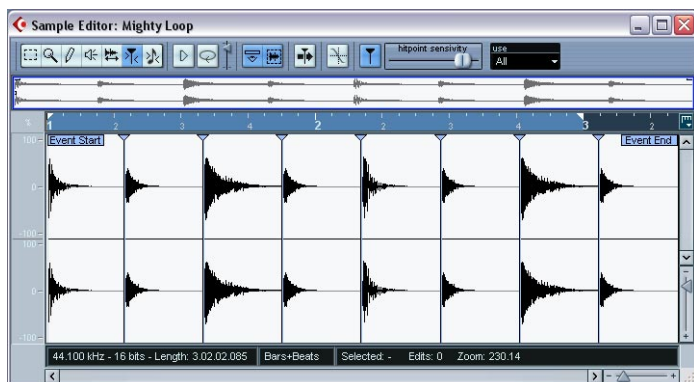 Sample Editor: Mighty Loop
hitpoint sensivity
use
All
1 2 3 4 2 2 3 4 3 2
100
0
-100
100
0
-100
Event Start
Event End
44.100 kHz - 16 bits - Length: 3.02.02.085
Bars+Beats
Selected: -
Edits: 0
Zoom: 230.14